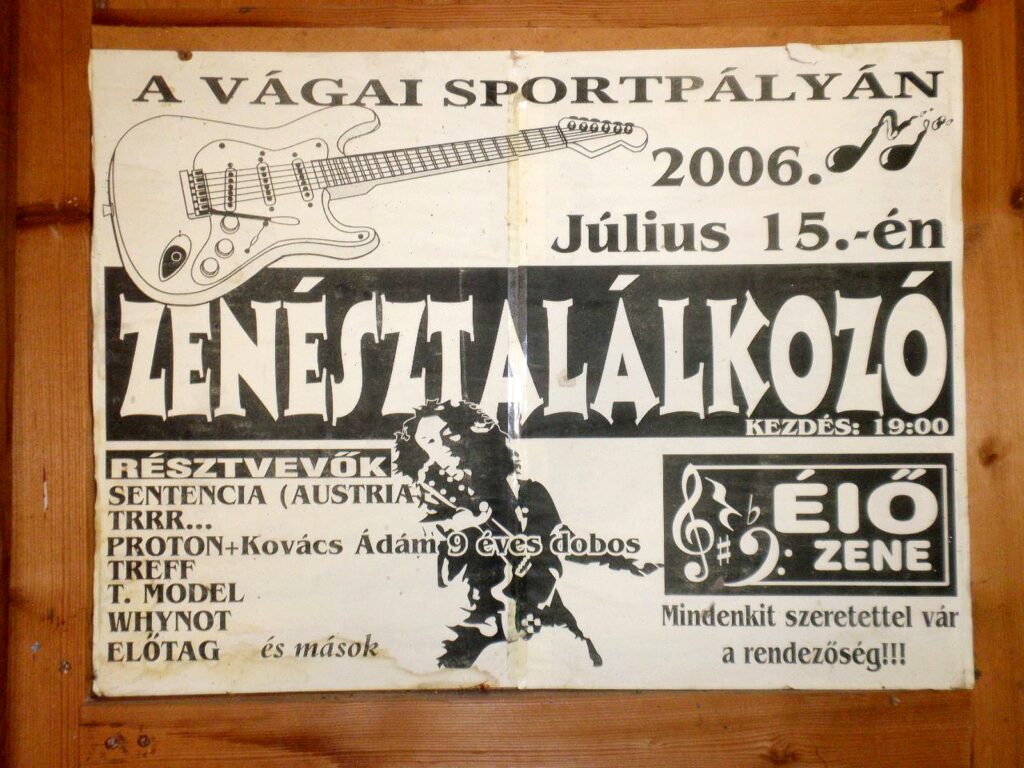 A VÁGAI SPORTPÁLYÁN
2006.
Július 15.-én
ZENÉSZTALÁLKOZÓ
KEZDÉS: 19:00
RÉSZTVEVŐK
SENTENCIA (AUSTRIA)
TRRR...
PROTON+Kovács Ádám 9 éves dobos
TREFF
T. MODEL
WHYNOT
ELŐTAG és mások
ÉlŐ
ZENE
Mindenkit szeretettel vár
a rendezőség!!!